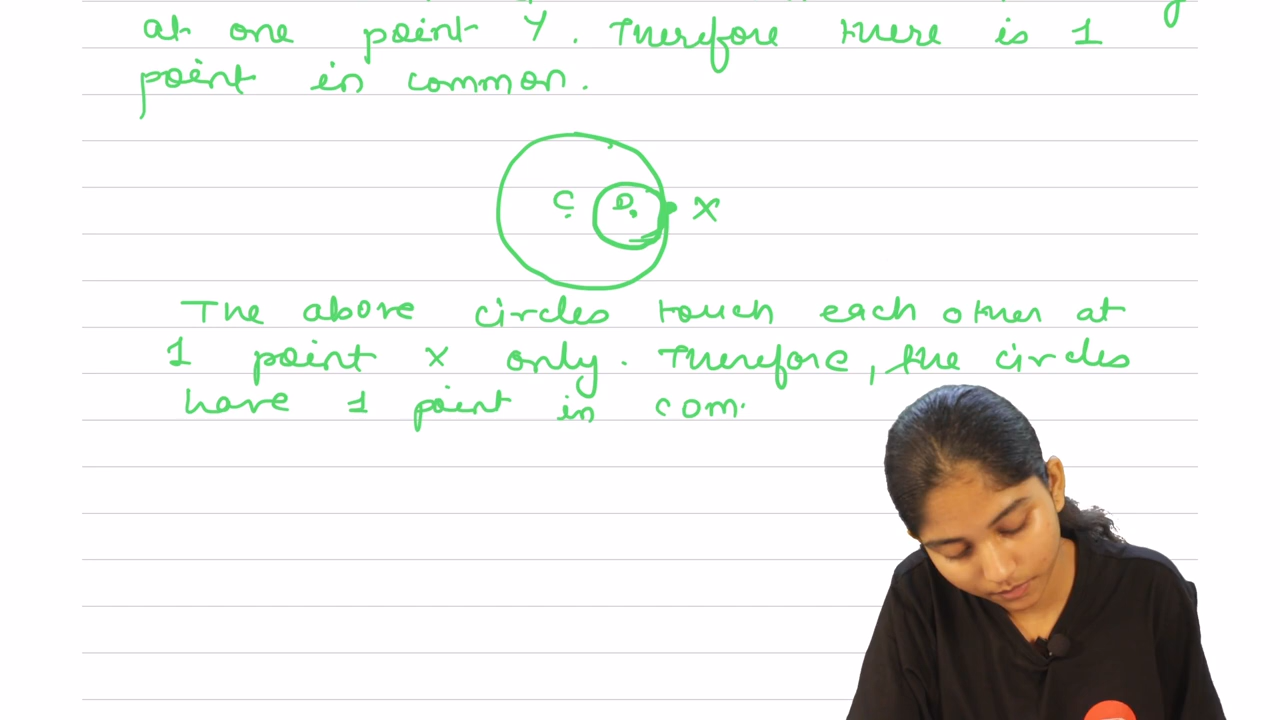 at one point Y. Therefore there is 1
point in common.
C D. X
The above circles touch each other at
1 point X only. Therefore, the circles
have 1 point in com.